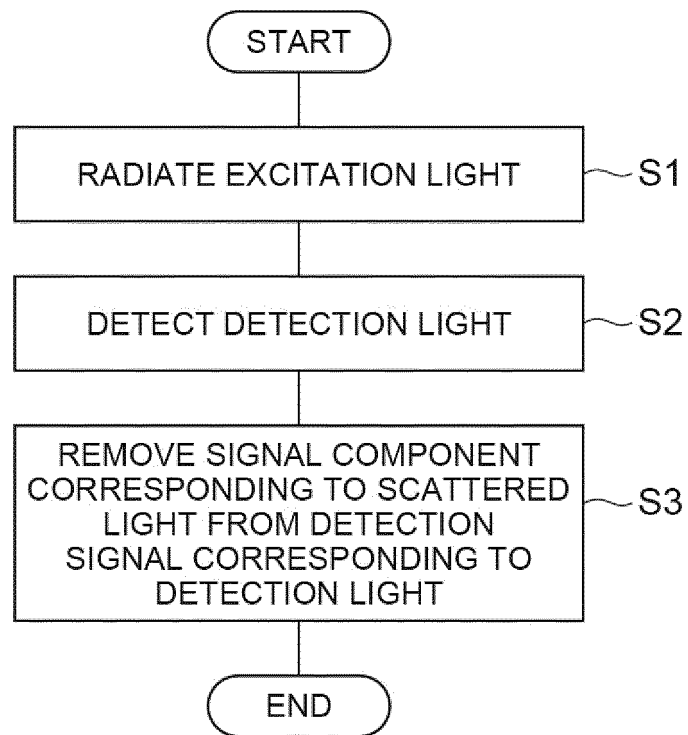 START
RADIATE EXCITATION LIGHT
S1
DETECT DETECTION LIGHT
S2
REMOVE SIGNAL COMPONENT
CORRESPONDING TO SCATTERED
LIGHT FROM DETECTION
SIGNAL CORRESPONDING TO
DETECTION LIGHT
S3
END